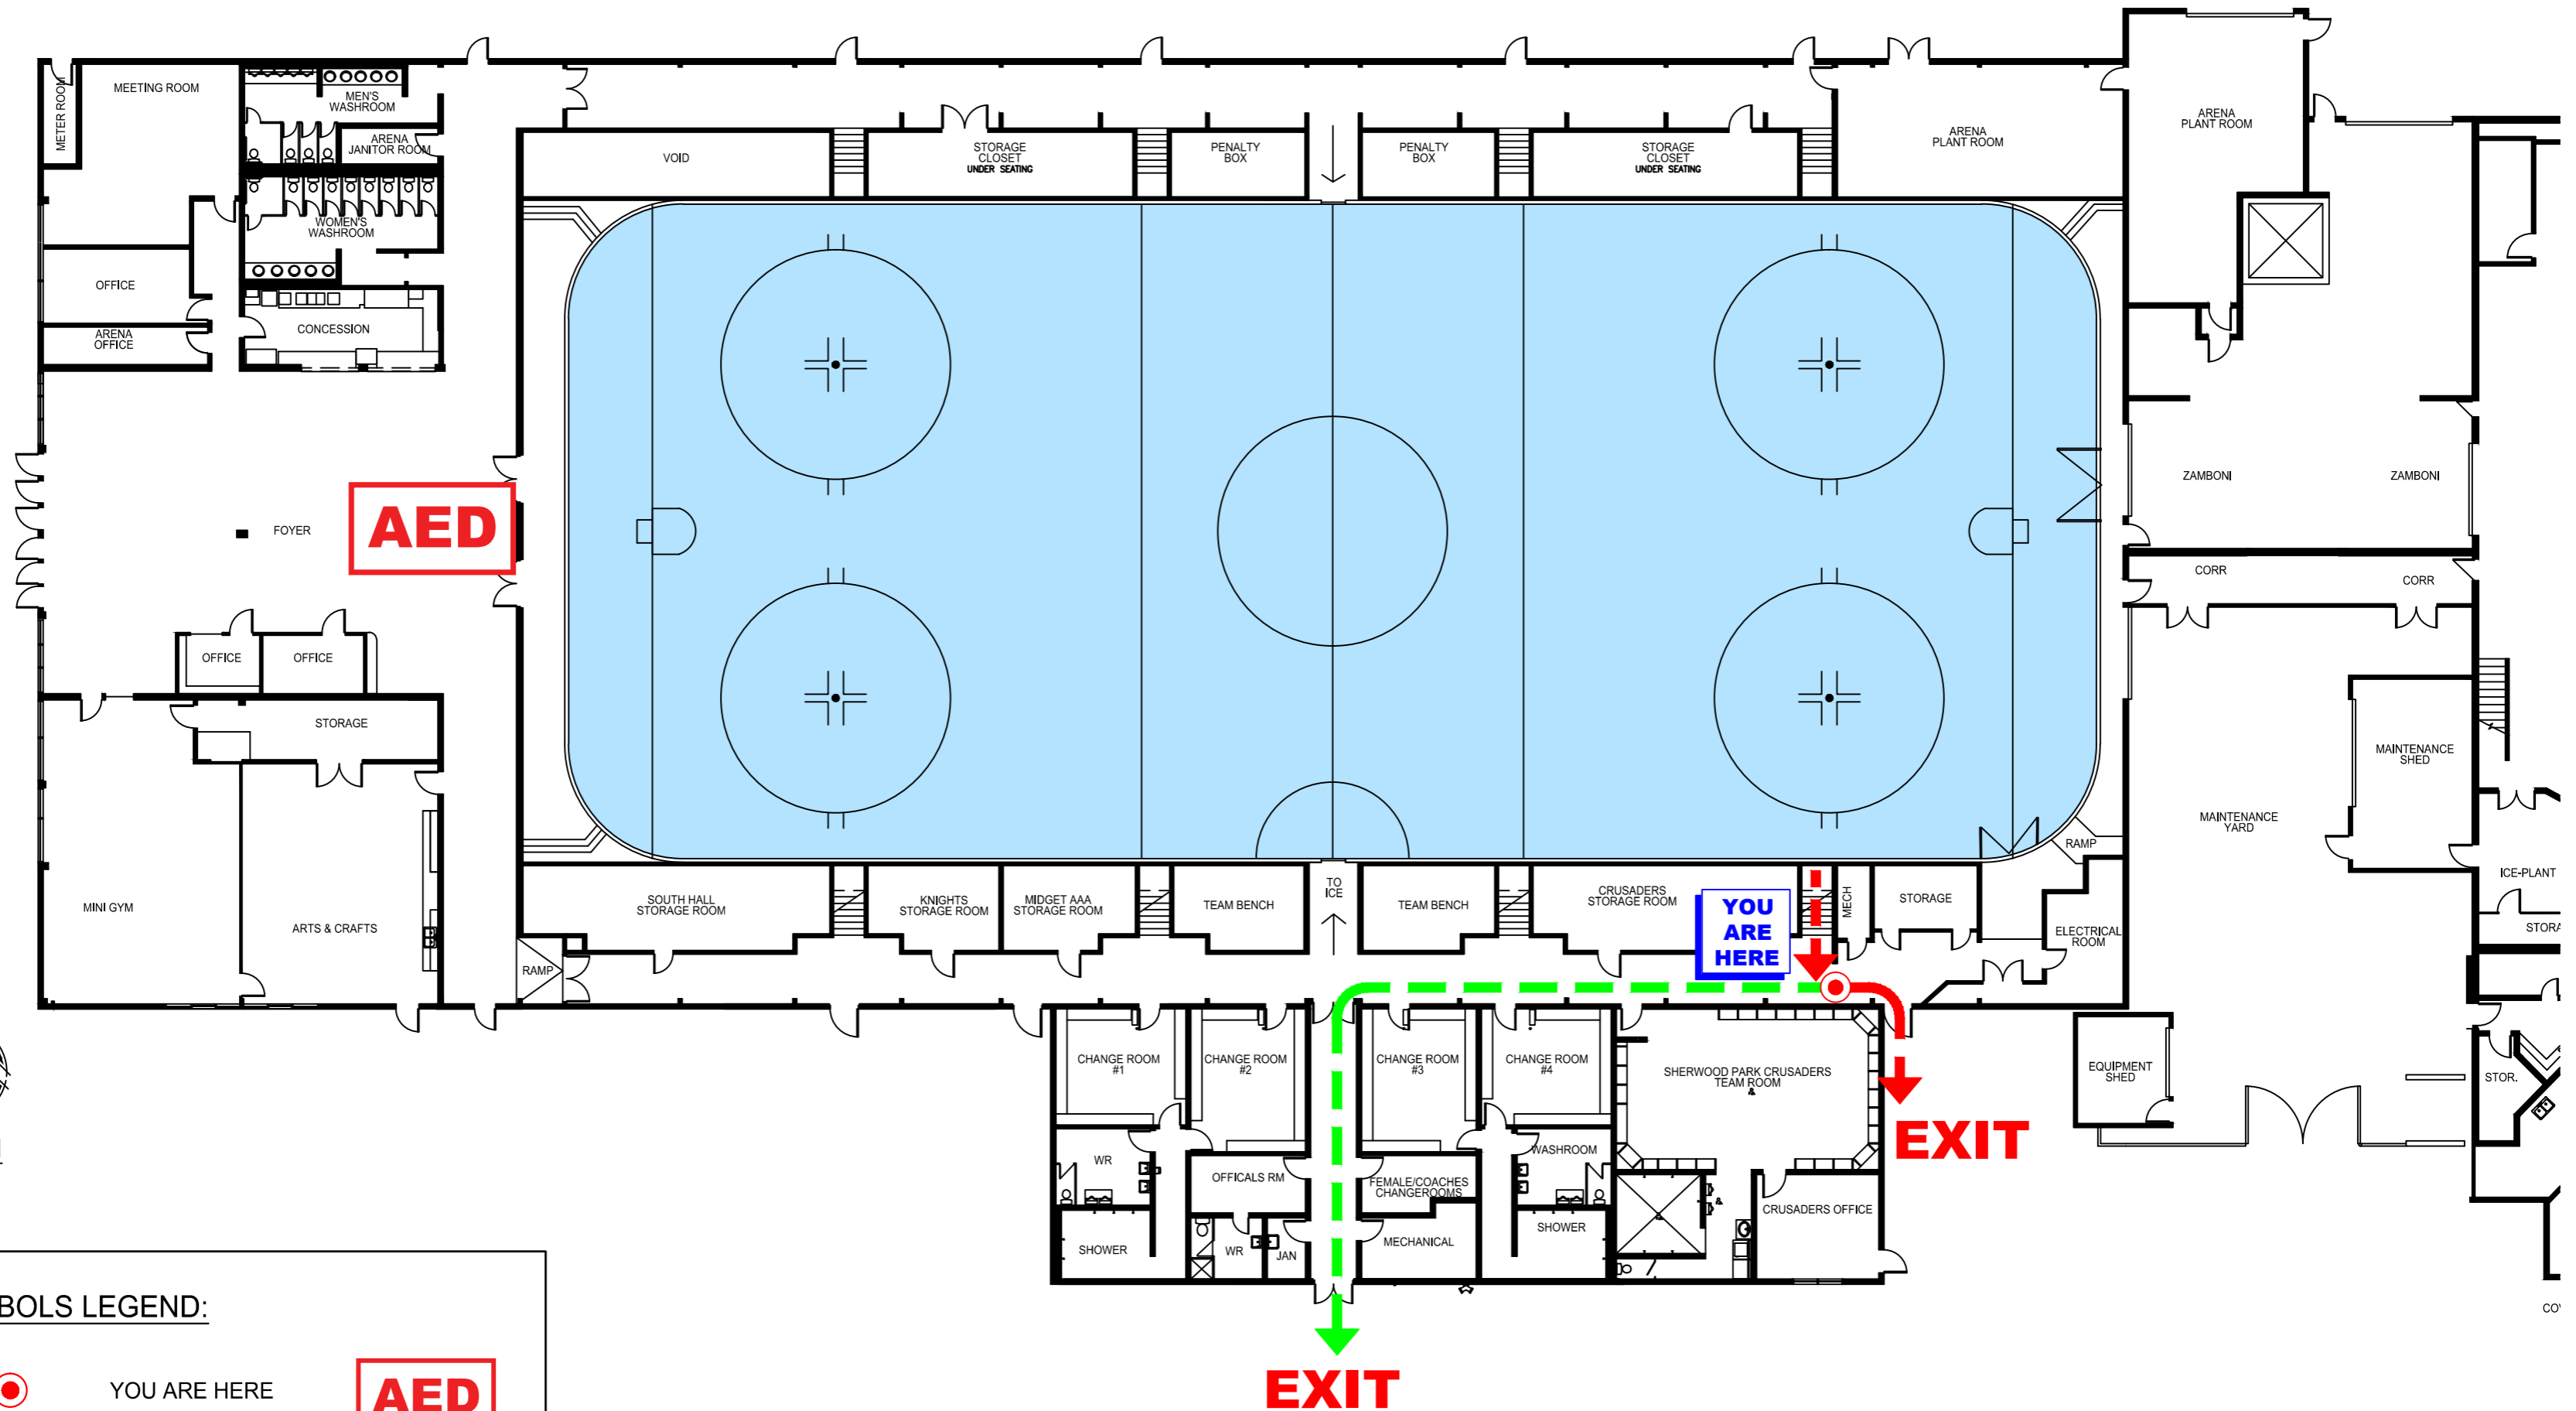 METER ROOM
MEETING ROOM
MEN'S
WASHROOM
ARENA
JANITOR ROOM
WOMEN'S
WASHROOM
OFFICE
ARENA
OFFICE
CONCESSION
VOID
STORAGE
CLOSET
UNDER SEATING
PENALTY
BOX
PENALTY
BOX
STORAGE
CLOSET
UNDER SEATING
ARENA
PLANT ROOM
ARENA
PLANT ROOM
ZAMBONI
ZAMBONI
AED
FOYER
CORR
CORR
OFFICE
OFFICE
STORAGE
MINI GYM
ARTS & CRAFTS
MAINTENANCE
SHED
MAINTENANCE
YARD
RAMP
ICE-PLANT
STORA
SOUTH HALL
STORAGE ROOM
KNIGHTS
STORAGE ROOM
MIDGET AAA
STORAGE ROOM
TEAM BENCH
TO
ICE
TEAM BENCH
CRUSADERS
STORAGE ROOM
YOU
ARE
HERE
MECH
STORAGE
ELECTRICAL
ROOM
RAMP
CHANGE ROOM
#1
CHANGE ROOM
#2
CHANGE ROOM
#3
CHANGE ROOM
#4
SHERWOOD PARK CRUSADERS
TEAM ROOM
&
EQUIPMENT
SHED
STOR.
EXIT
WR
OFFICALS RM
FEMALE/COACHES
CHANGEROOMS
WASHROOM
&
&
CRUSADERS OFFICE
SHOWER
WR
JAN
MECHANICAL
SHOWER
BOLS LEGEND:
EXIT
YOU ARE HERE
AED